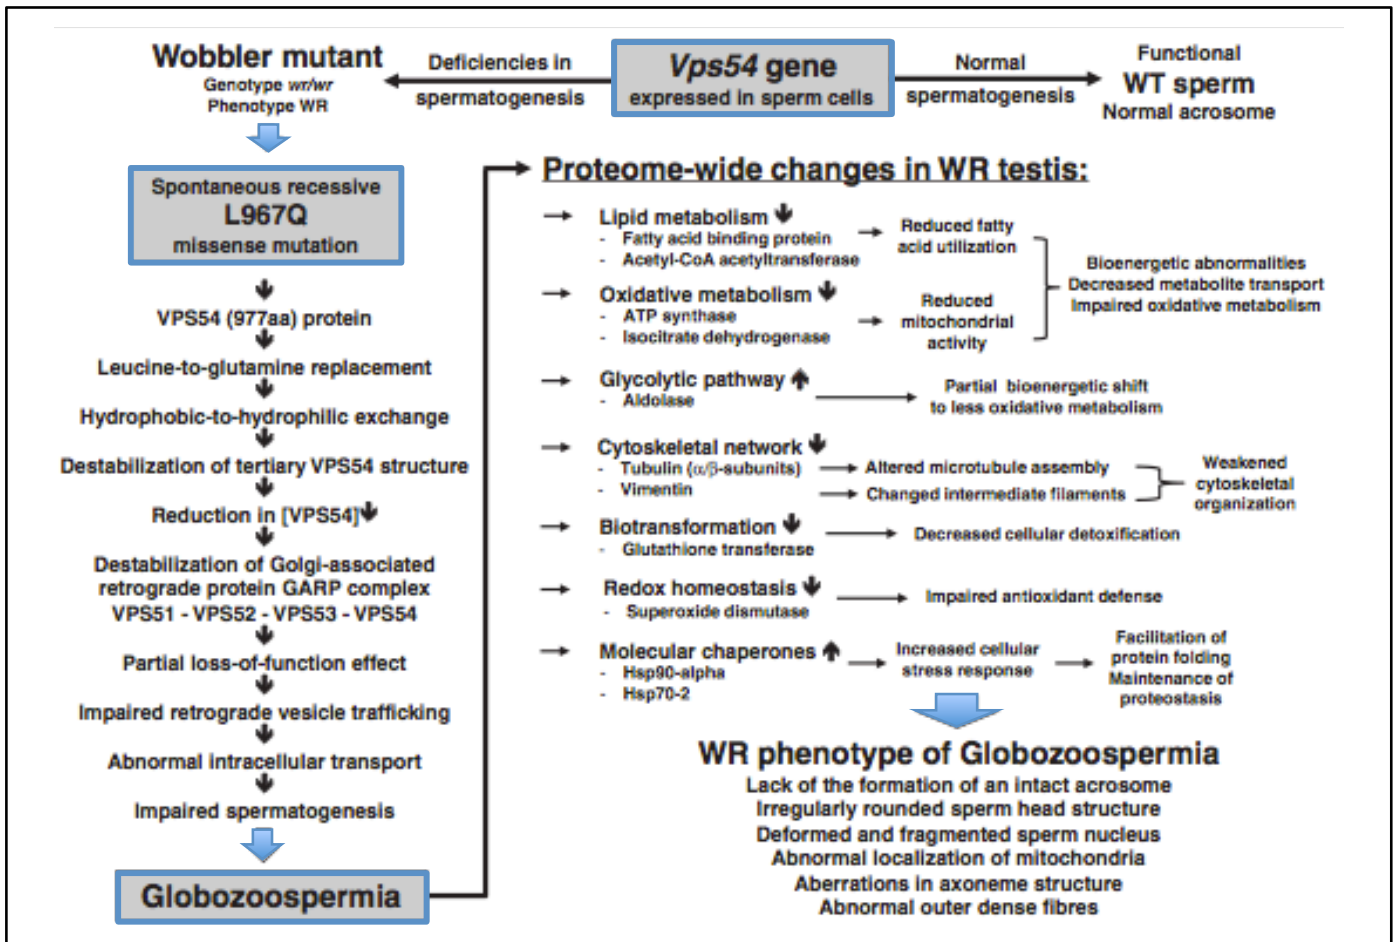 Wobbler mutant
Genotype wr/wr
Phenotype WR
Deficiencies in
spermatogenesis
Vps54 gene
expressed in sperm cells
Normal
spermatogenesis
Functional
WT sperm
Normal acrosome
Spontaneous recessive
L967Q
missense mutation
VPS54 (977aa) protein
Leucine-to-glutamine replacement
Hydrophobic-to-hydrophilic exchange
Destabilization of tertiary VPS54 structure
Reduction in [VPS54]
Destabilization of Golgi-associated
retrograde protein GARP complex
VPS51 - VPS52 - VPS53 - VPS54
Partial loss-of-function effect
Impaired retrograde vesicle trafficking
Abnormal intracellular transport
Impaired spermatogenesis
Globozoospermia
Proteome-wide changes in WR testis:
Lipid metabolism
- Fatty acid binding protein
- Acetyl-CoA acetyltransferase
Reduced fatty
acid utilization
Oxidative metabolism
- ATP synthase
- Isocitrate dehydrogenase
Reduced
mitochondrial
activity
Bioenergetic abnormalities
Decreased metabolite transport
Impaired oxidative metabolism
Glycolytic pathway
- Aldolase
Partial bioenergetic shift
to less oxidative metabolism
Cytoskeletal network
- Tubulin (α/β-subunits)
- Vimentin
Altered microtubule assembly
Changed intermediate filaments
Weakened
cytoskeletal
organization
Biotransformation
- Glutathione transferase
Decreased cellular detoxification
Redox homeostasis
- Superoxide dismutase
Impaired antioxidant defense
Molecular chaperones
- Hsp90-alpha
- Hsp70-2
Increased cellular
stress response
Facilitation of
protein folding
Maintenance of
proteostasis
WR phenotype of Globozoospermia
Lack of the formation of an intact acrosome
Irregularly rounded sperm head structure
Deformed and fragmented sperm nucleus
Abnormal localization of mitochondria
Aberrations in axoneme structure
Abnormal outer dense fibres